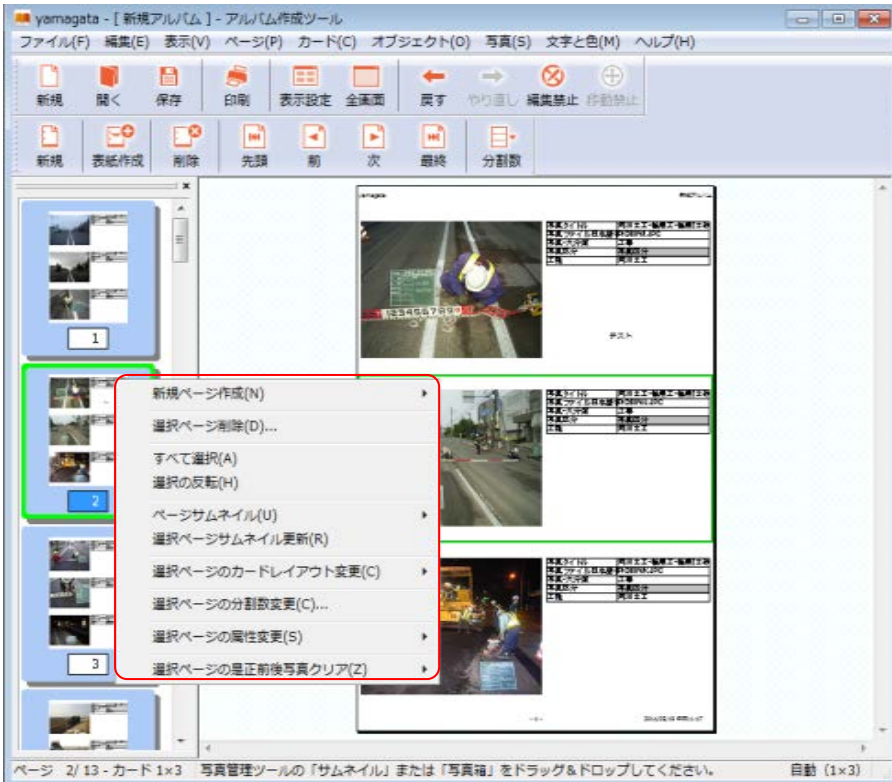 yamagata - [ 新規アルバム ] - アルバム作成ツール
ファイル(F) 編集(E) 表示(V) ページ(P) カード(C) オブジェクト(O) 写真(S) 文字と色(M) ヘルプ(H)
新規 開く 保存 印刷 表示設定 全画面 戻す やり直し 編集禁止 移動禁止
新規 表紙作成 削除 先頭 前 次 最終 分割数
1
2
3
新規ページ作成(N)
選択ページ削除(D)...
すべて選択(A)
選択の反転(H)
ページサムネイル(U)
選択ページサムネイル更新(R)
選択ページのカードレイアウト変更(C)
選択ページの分割数変更(C)...
選択ページの属性変更(S)
選択ページの是正前後写真クリア(Z)
yamagata
テスト
ページ 2/ 13 - カード 1×3 写真管理ツールの「サムネイル」または「写真箱」をドラッグ&ドロップしてください。 自動 (1×3)